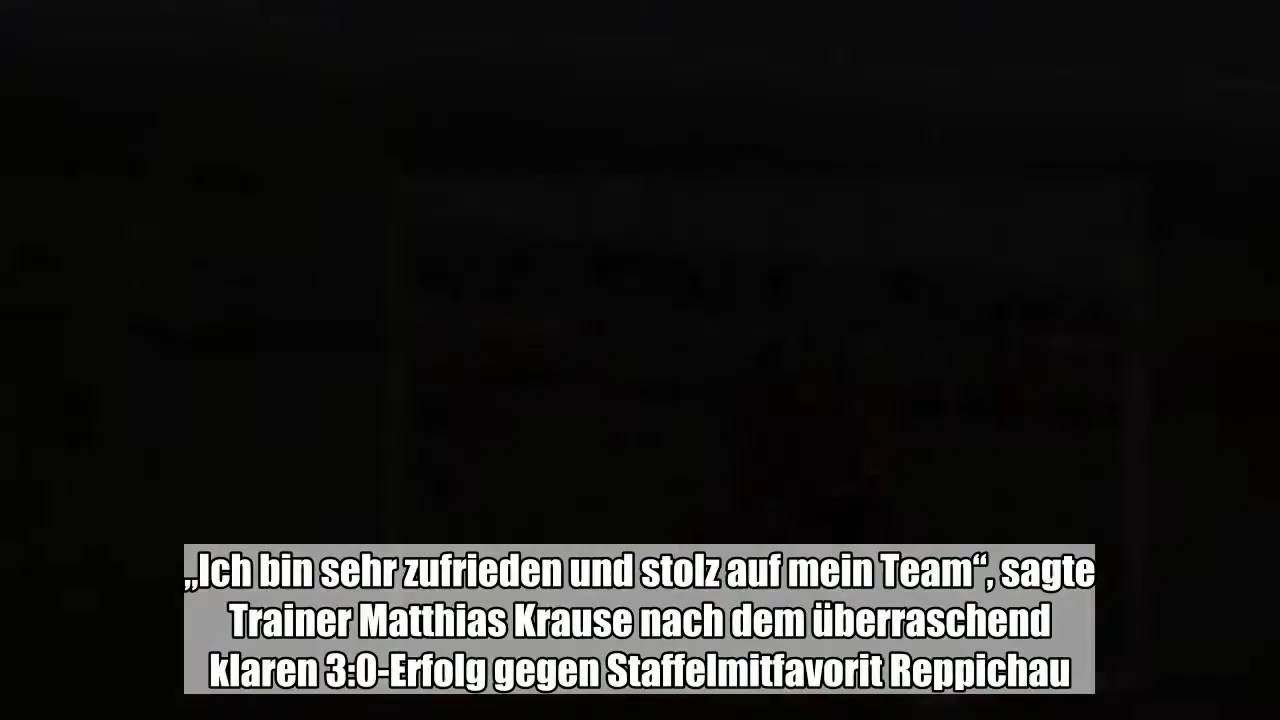 „Ich bin sehr zufrieden und stolz auf mein Team“, sagte
Trainer Matthias Krause nach dem überraschend
klaren 3:0-Erfolg gegen Staffelmitfavorit Reppichau